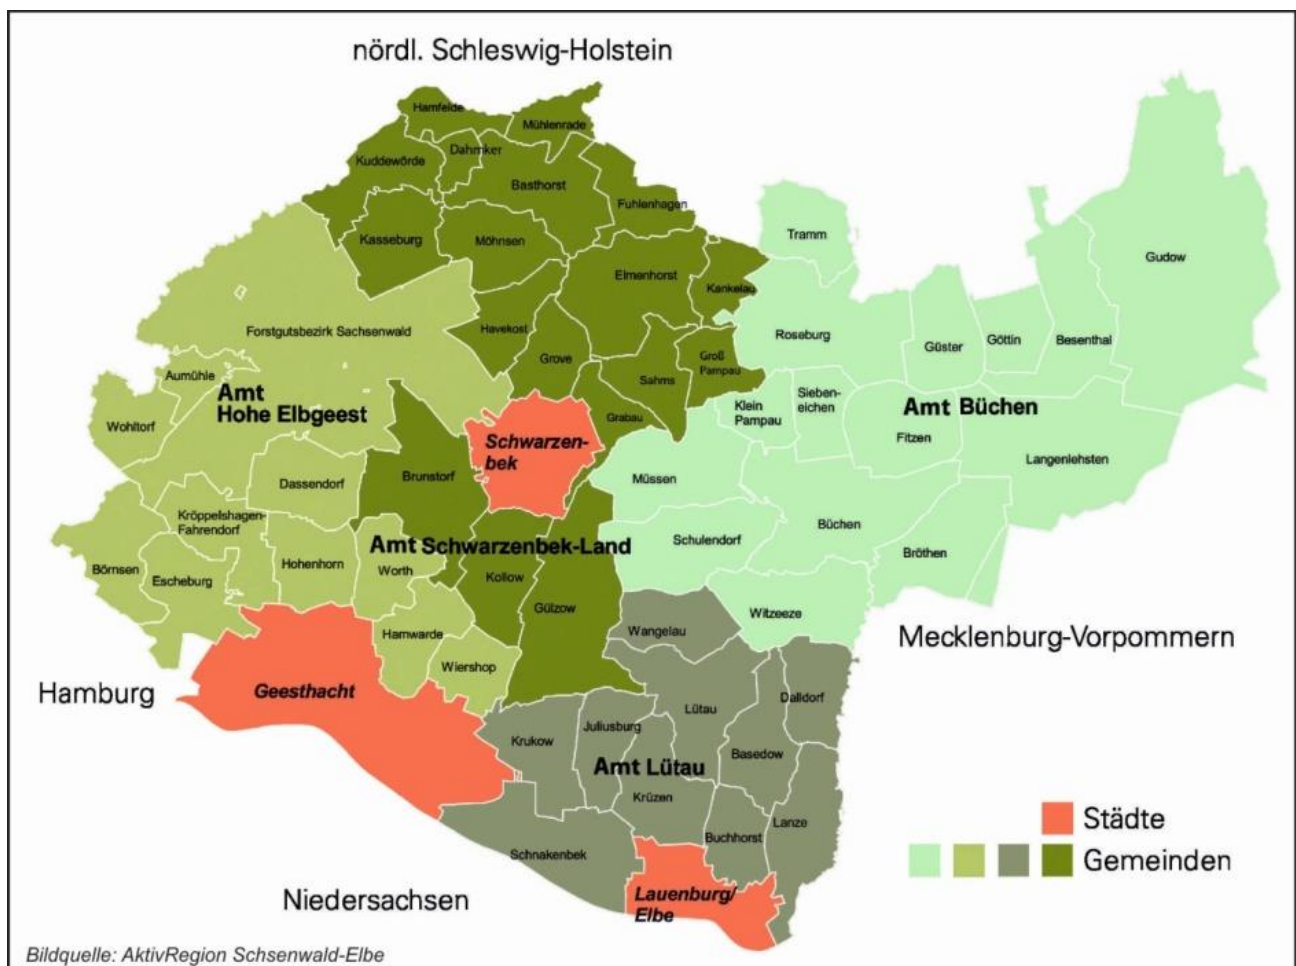 nördl. Schleswig-Holstein
Hamfelde
Mühlenrade
Dahmker
Kuddewörde
Basthorst
Fuhlenhagen
Tramm
Kasseburg
Möhnsen
Gudow
Elmenhorst
Kankelau
Forstgutsbezirk Sachsenwald
Havekost
Roseburg
Güster
Göttin
Besenthal
Grove
Groß
Pampau
Sahms
Aumühle
Amt
Hohe Elbgeest
Wohltorf
Grabau
Klein
Pampau
Sieben-
eichen
Amt Büchen
Fitzen
Schwarzen-
bek
Langenlehsten
Brunstorf
Müssen
Dassendorf
Kröppelshagen-
Fahrendorf
Büchen
Schulendorf
Amt Schwarzenbek-Land
Bröthen
Hohenhorn
Worth
Börnsen
Escheburg
Kollow
Gülzow
Witzeeze
Hamwarde
Wangelau
Mecklenburg-Vorpommern
Wiershop
Hamburg
Geesthacht
Dalldorf
Lütau
Juliusburg
Krukow
Basedow
Amt Lütau
Krüzen
Lanze
Buchhorst
Schnakenbek
Städte
Gemeinden
Niedersachsen
Lauenburg/
Elbe
Bildquelle: AktivRegion Schsenwald-Elbe